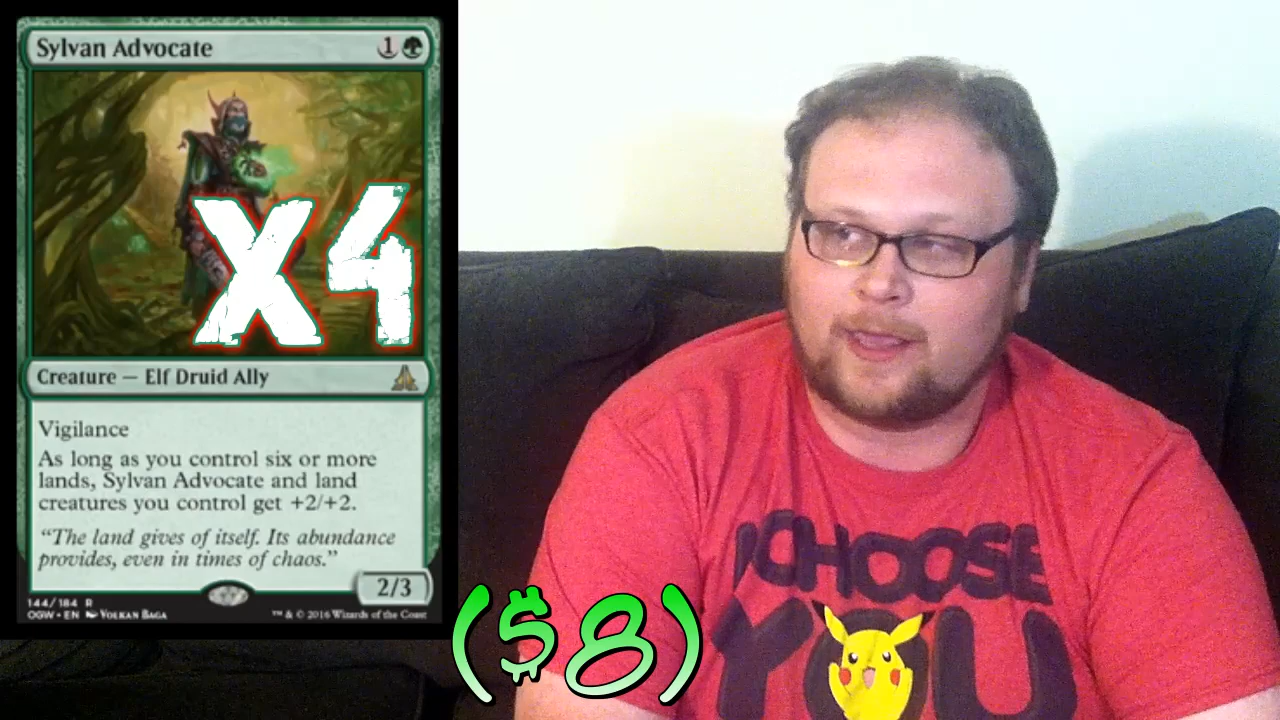 Sylvan Advocate 1
X4
Creature — Elf Druid Ally
Vigilance
As long as you control six or more
lands, Sylvan Advocate and land
creatures you control get +2/+2.
“The land gives of itself. Its abundance
provides, even in times of chaos.”
2/3
144/184 R
OGW • EN VOLKAN BAGA
™ & © 2016 Wizards of the Coast
($8)
I CHOOSE
YOU